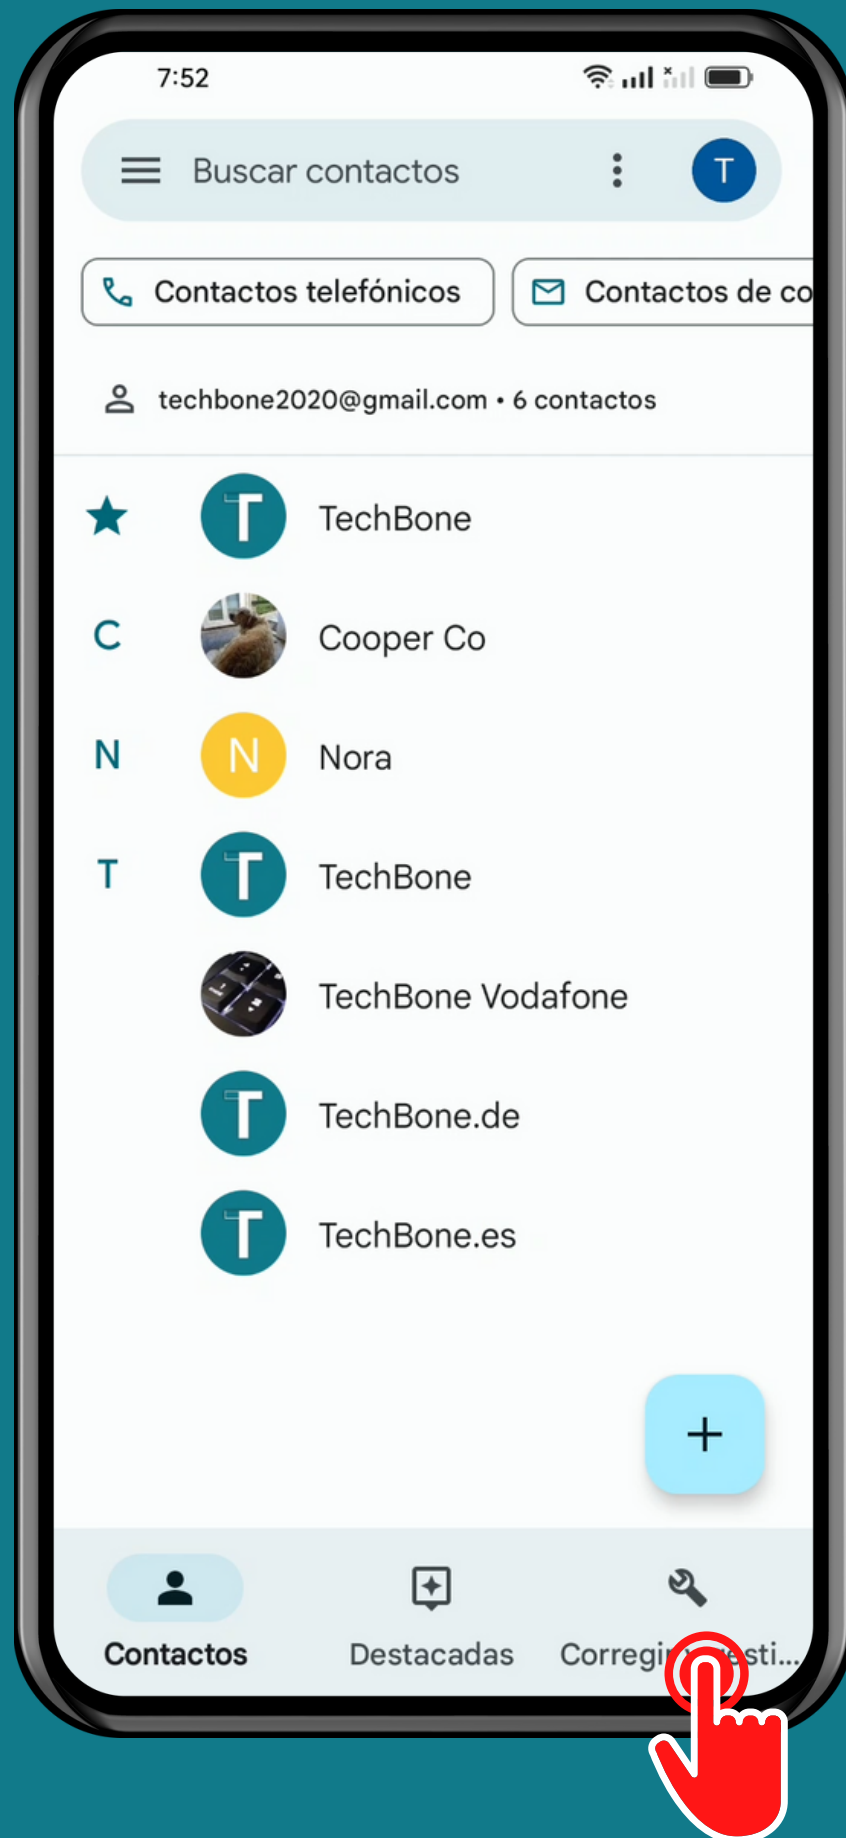 7:52
Buscar contactos
T
Contactos telefónicos
Contactos de co
techbone2020@gmail.com • 6 contactos
T TechBone
C Cooper Co
N N Nora
T T TechBone
TechBone Vodafone
T TechBone.de
T TechBone.es
Contactos Destacadas